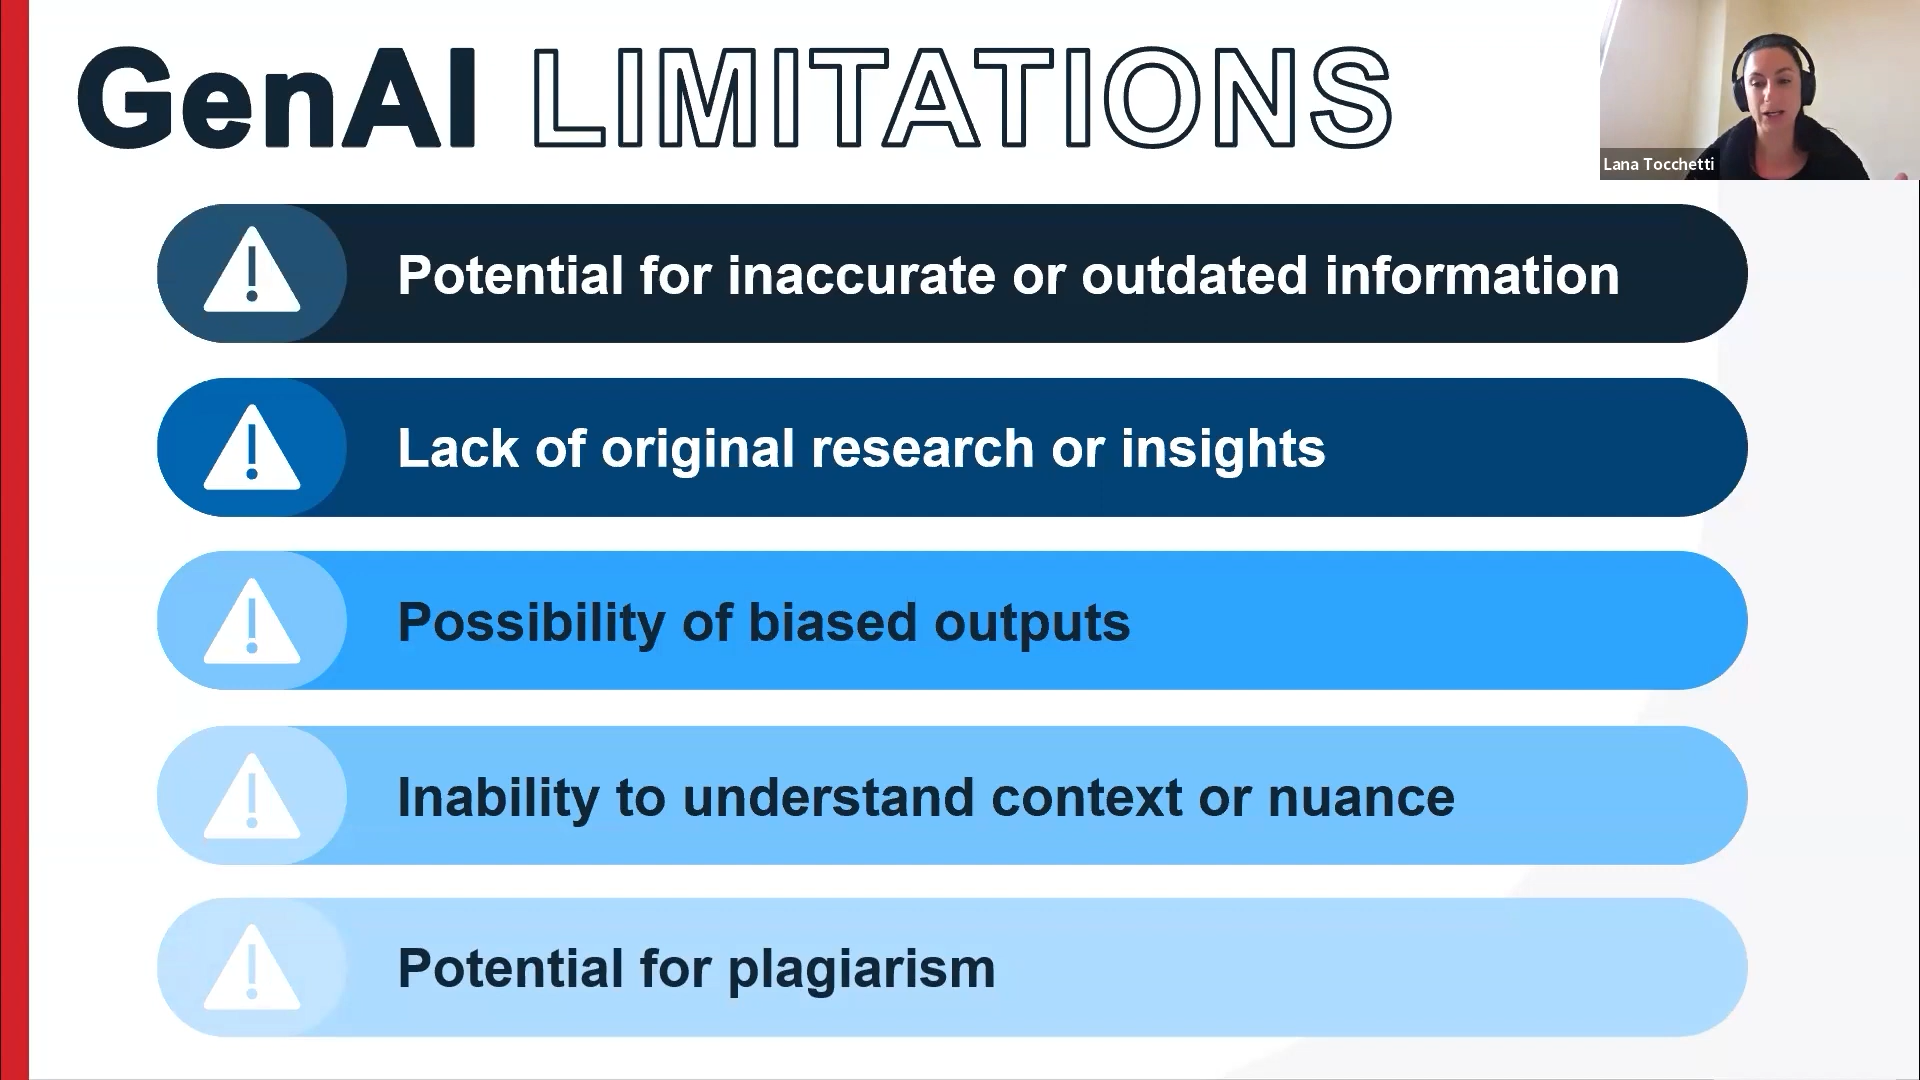 GenAI LIMITATIONS
Lana Tocchetti
Potential for inaccurate or outdated information
Lack of original research or insights
Possibility of biased outputs
Inability to understand context or nuance
Potential for plagiarism